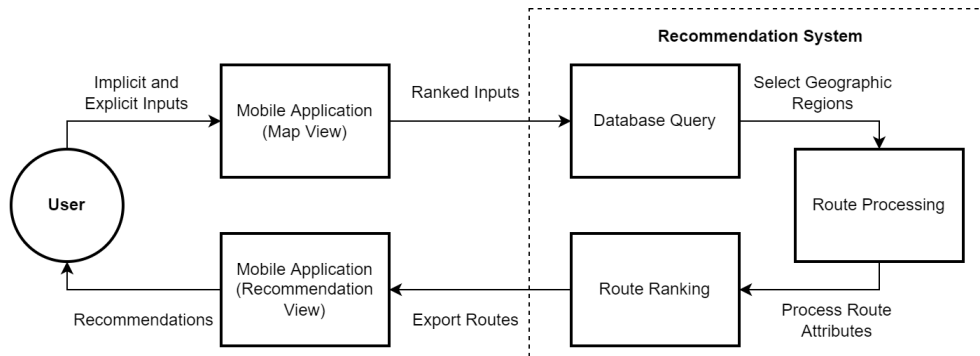 Recommendation System
Implicit and
Explicit Inputs
Mobile Application
(Map View)
Ranked Inputs
Database Query
Select Geographic
Regions
User
Route Processing
Recommendations
Mobile Application
(Recommendation
View)
Export Routes
Route Ranking
Process Route
Attributes